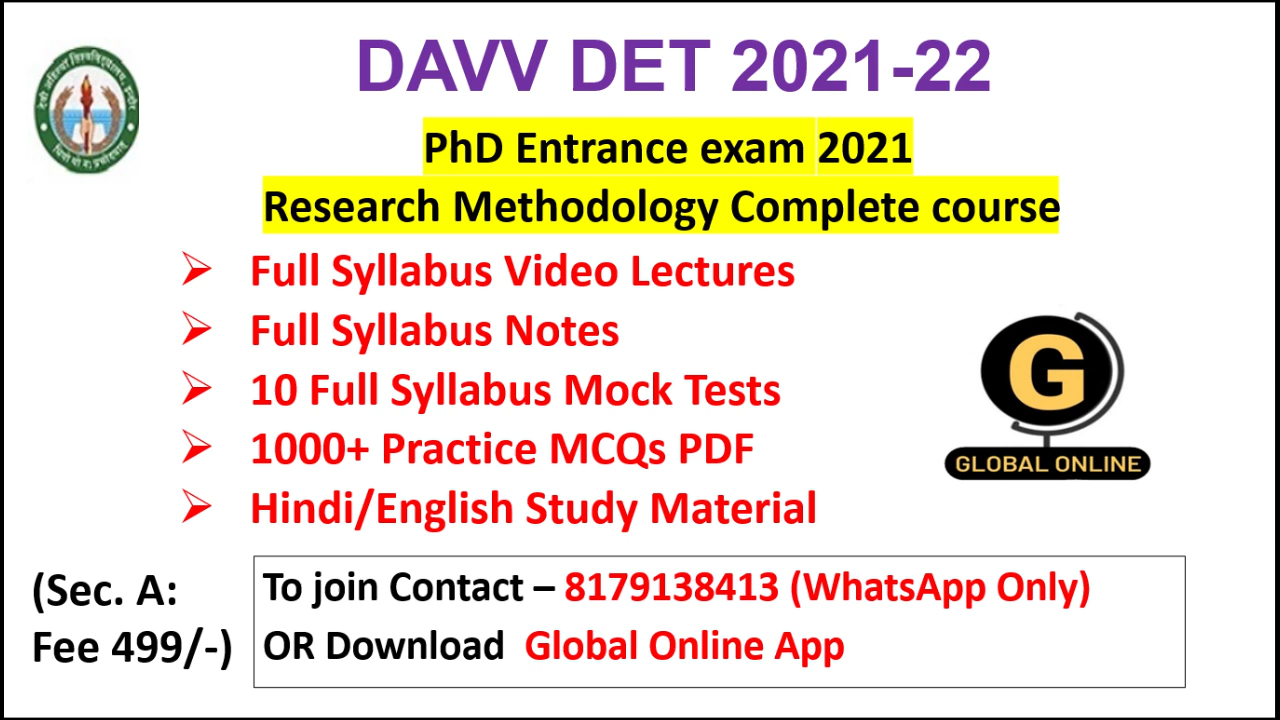 DAVV DET 2021-22
PhD Entrance exam 2021
Research Methodology Complete course
➢ Full Syllabus Video Lectures
➢ Full Syllabus Notes
➢ 10 Full Syllabus Mock Tests
➢ 1000+ Practice MCQs PDF
➢ Hindi/English Study Material
G
GLOBAL ONLINE
(Sec. A:
Fee 499/-)
To join Contact – 8179138413 (WhatsApp Only)
OR Download Global Online App